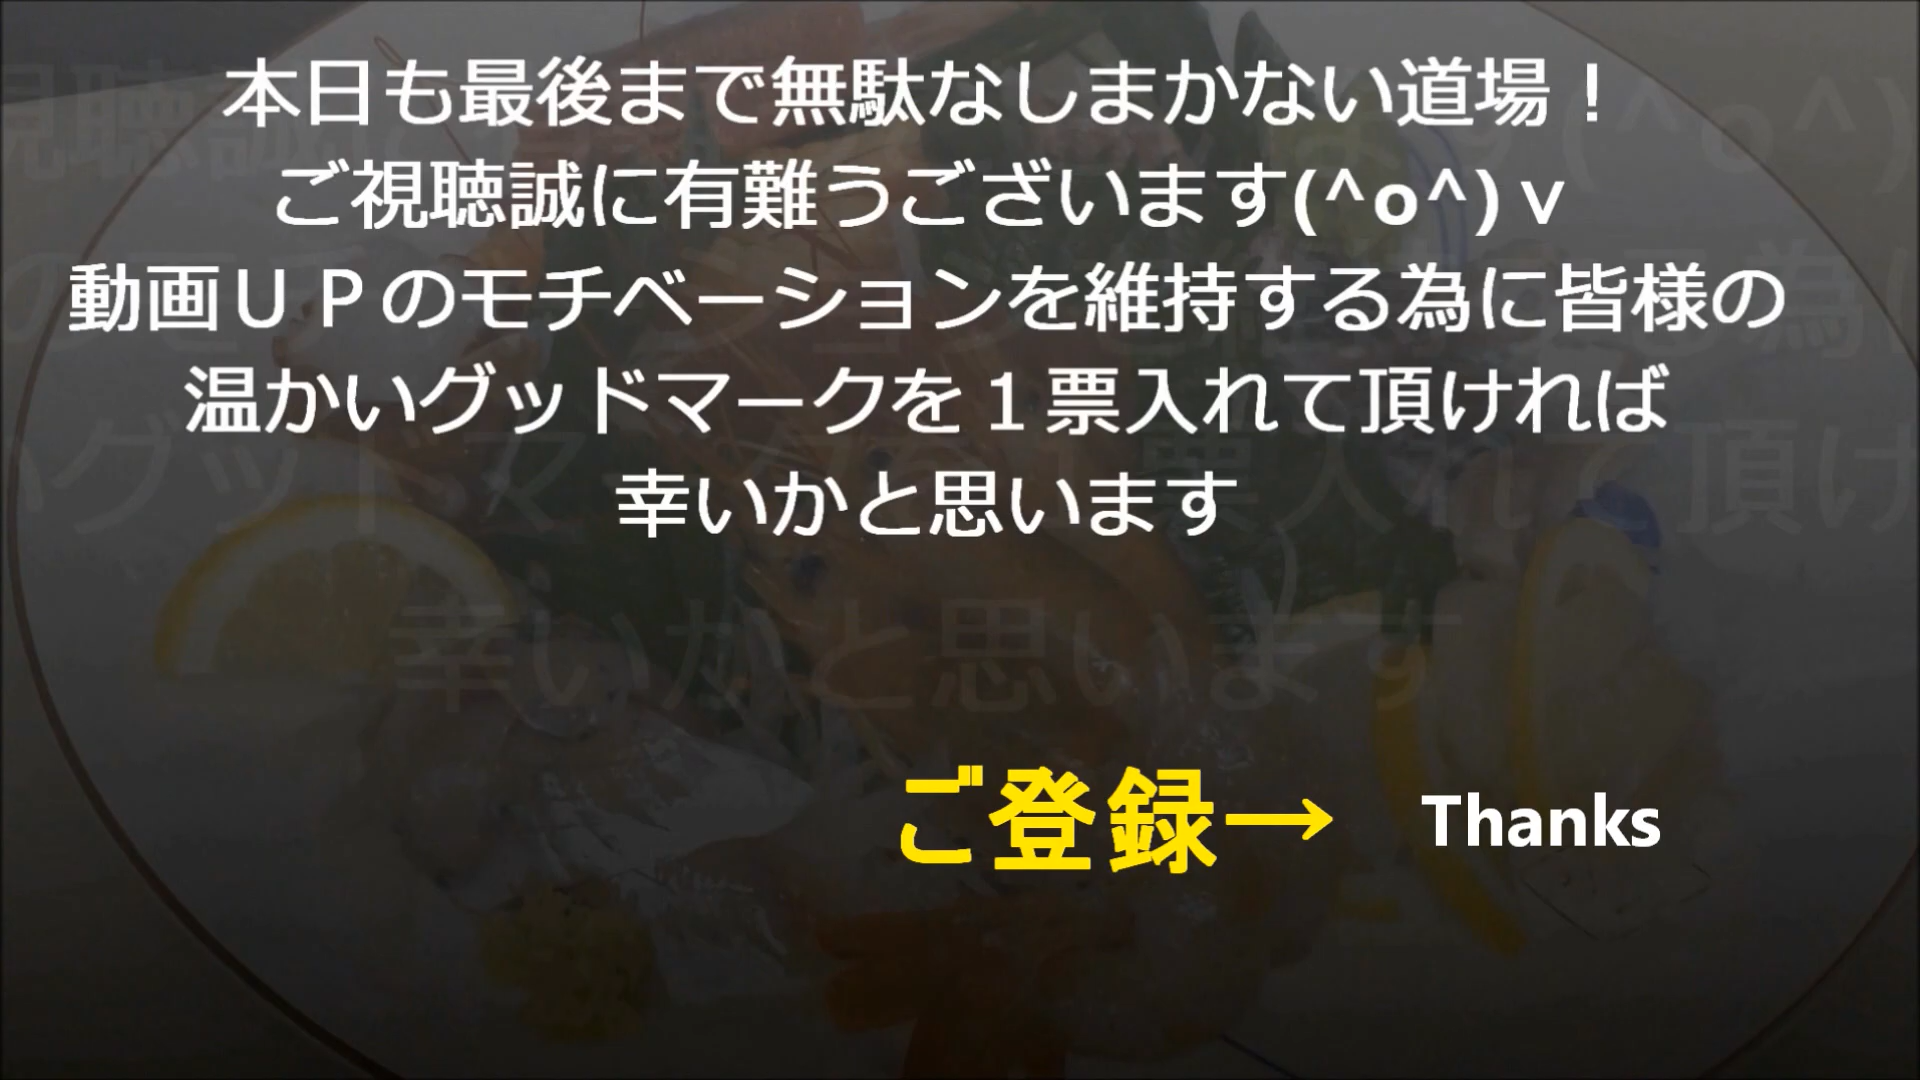 本日も最後まで無駄なしまかない道場！
ご視聴誠に有難うございます(^o^)ｖ
動画ＵＰのモチベーションを維持する為に皆様の
温かいグッドマークを１票入れて頂ければ
幸いかと思います
ご登録→ Thanks